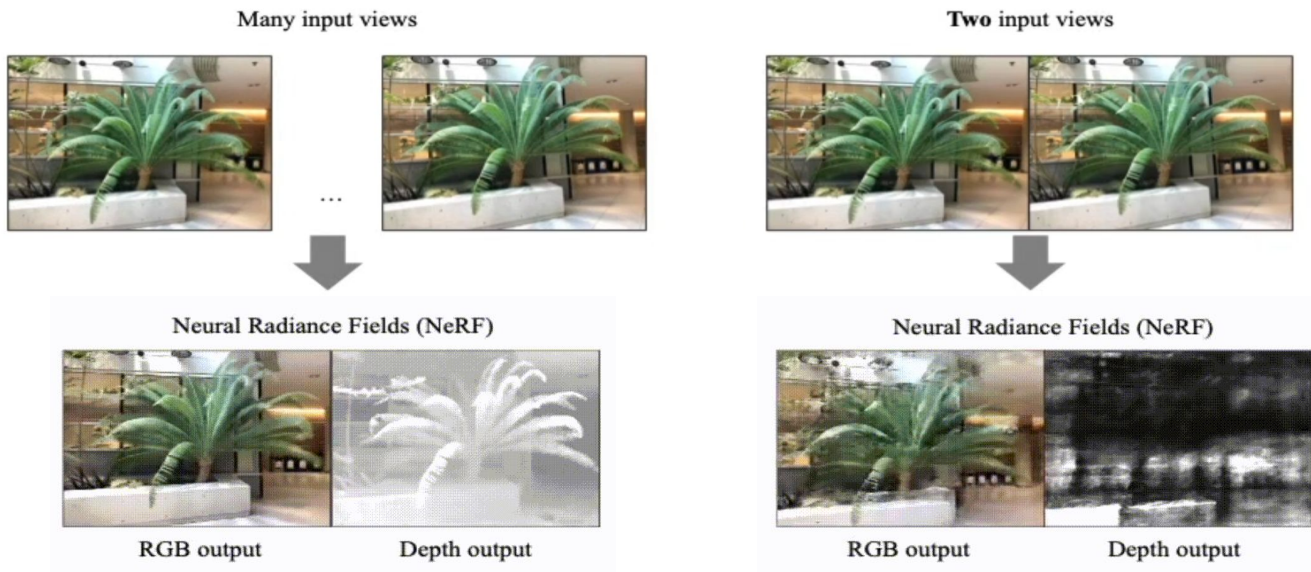 Many input views
Two input views
...
Neural Radiance Fields (NeRF)
Neural Radiance Fields (NeRF)
RGB output
Depth output
RGB output
Depth output